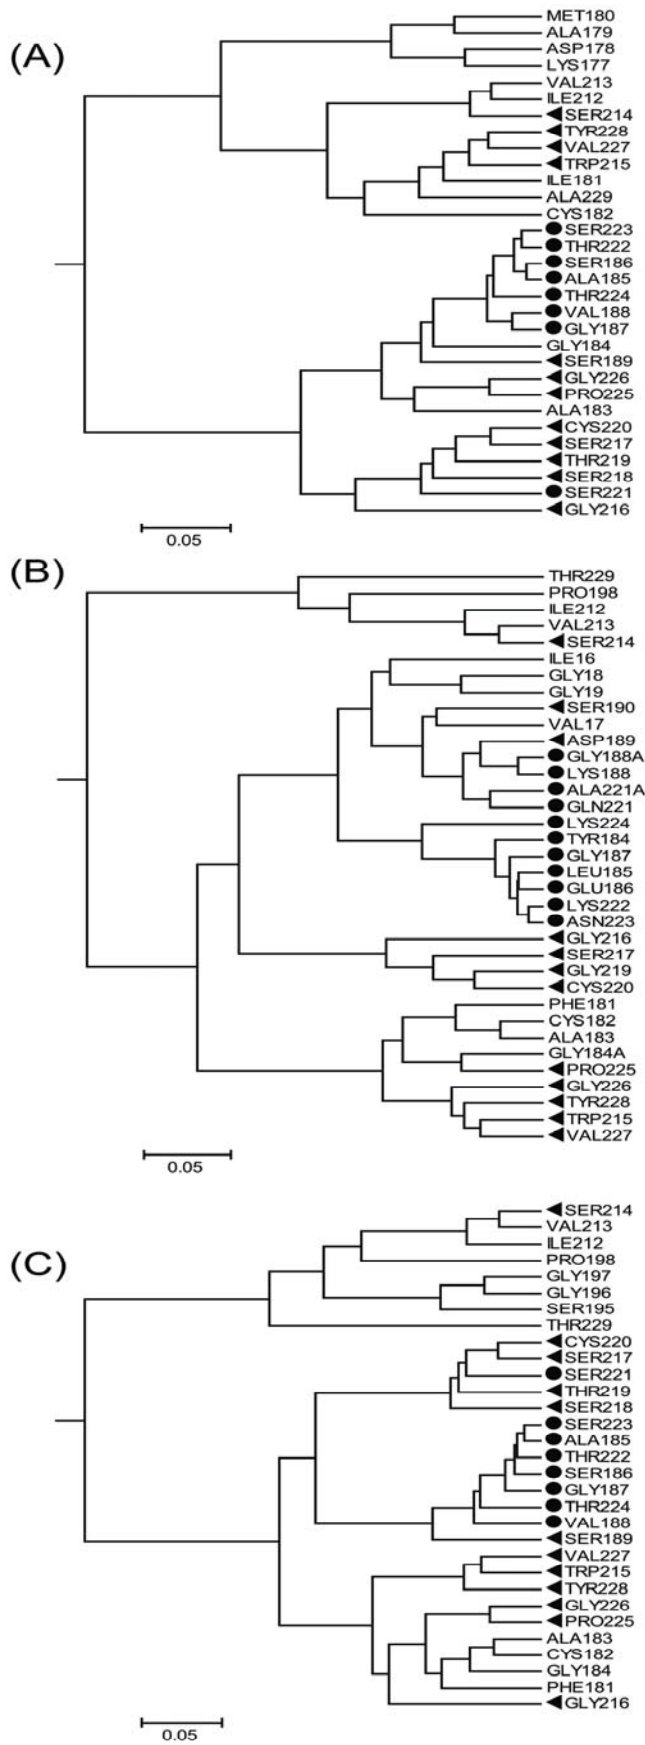 (A)
MET180
ALA179
ASP178
LYS177
VAL213
ILE212
SER214
TYR228
VAL227
TRP215
ILE181
ALA229
CYS182
SER223
THR222
SER186
ALA185
THR224
VAL188
GLY187
GLY184
SER189
GLY226
PRO225
ALA183
CYS220
SER217
THR219
SER218
SER221
GLY216
0.05
(B)
THR229
PRO198
ILE212
VAL213
SER214
ILE16
GLY18
GLY19
SER190
VAL17
ASP189
GLY188A
LYS188
ALA221A
GLN221
LYS224
TYR184
GLY187
LEU185
GLU186
LYS222
ASN223
GLY216
SER217
GLY219
CYS220
PHE181
CYS182
ALA183
GLY184A
PRO225
GLY226
TYR228
TRP215
VAL227
0.05
(C)
SER214
VAL213
ILE212
PRO198
GLY197
GLY196
SER195
THR229
CYS220
SER217
SER221
THR219
SER218
SER223
ALA185
THR222
SER186
GLY187
THR224
VAL188
SER189
VAL227
TRP215
TYR228
GLY226
PRO225
ALA183
CYS182
GLY184
PHE181
GLY216
0.05